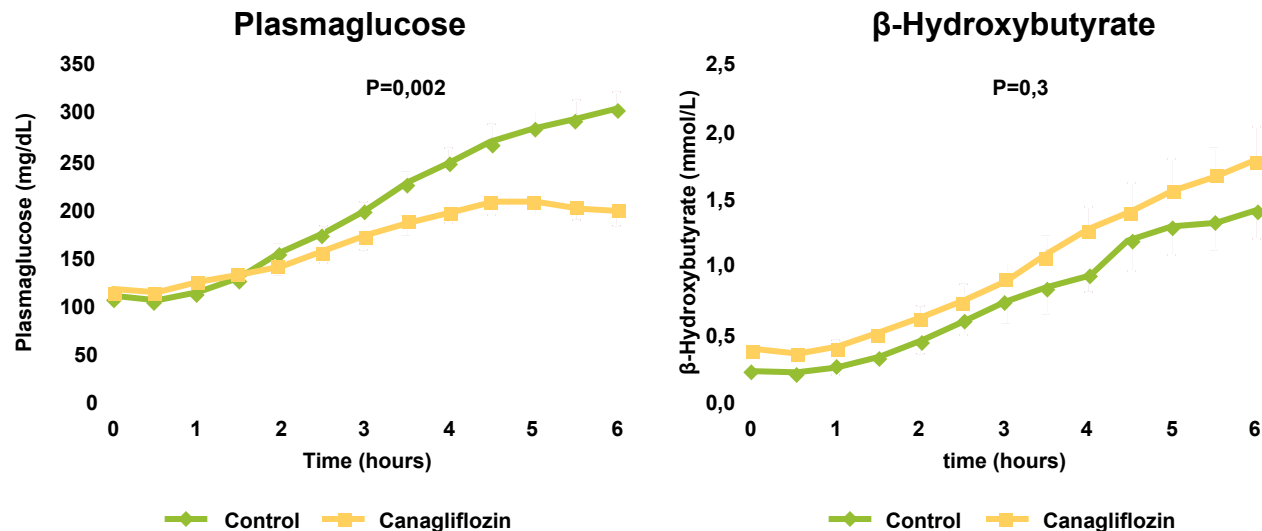 Plasmaglucose
350
300
250
200
150
100
50
0
Plasmaglucose (mg/dL)
P=0,002
0 1 2 3 4 5 6
Time (hours)
Control Canagliflozin
β-Hydroxybutyrate
2,5
2,0
1,5
1,0
0,5
0,0
β-Hydroxybutyrate (mmol/L)
P=0,3
0 1 2 3 4 5 6
time (hours)
Control Canagliflozin